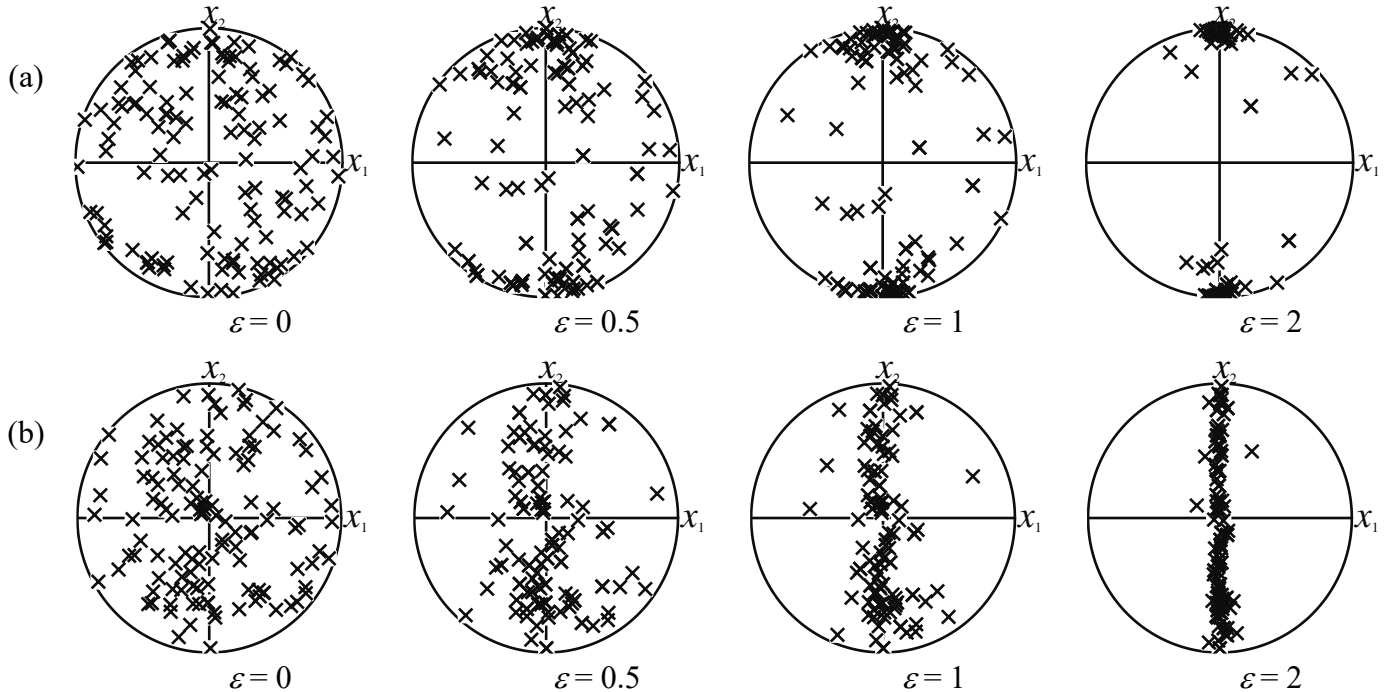 x₂ x₂ x₂ x₂
(a) x₁ x₁ x₁ x₁
ε = 0 ε = 0.5 ε = 1 ε = 2
x₂ x₂ x₂ x₂
(b) x₁ x₁ x₁ x₁
ε = 0 ε = 0.5 ε = 1 ε = 2